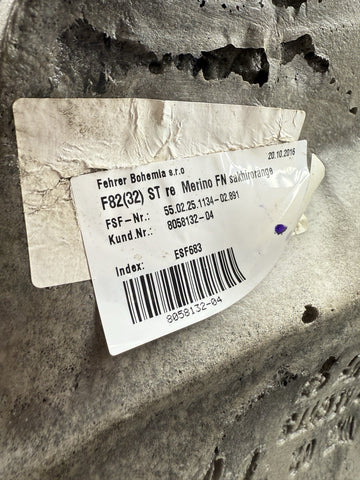 Fehrer Bohemia s.r.o
20.10.2016
F82(32) ST re Merino FN sakhirorange
FSF-Nr.: 55.02.25.1134-02.891
Kund.Nr.: 8058132-04
Index: ESF683
8058132-04